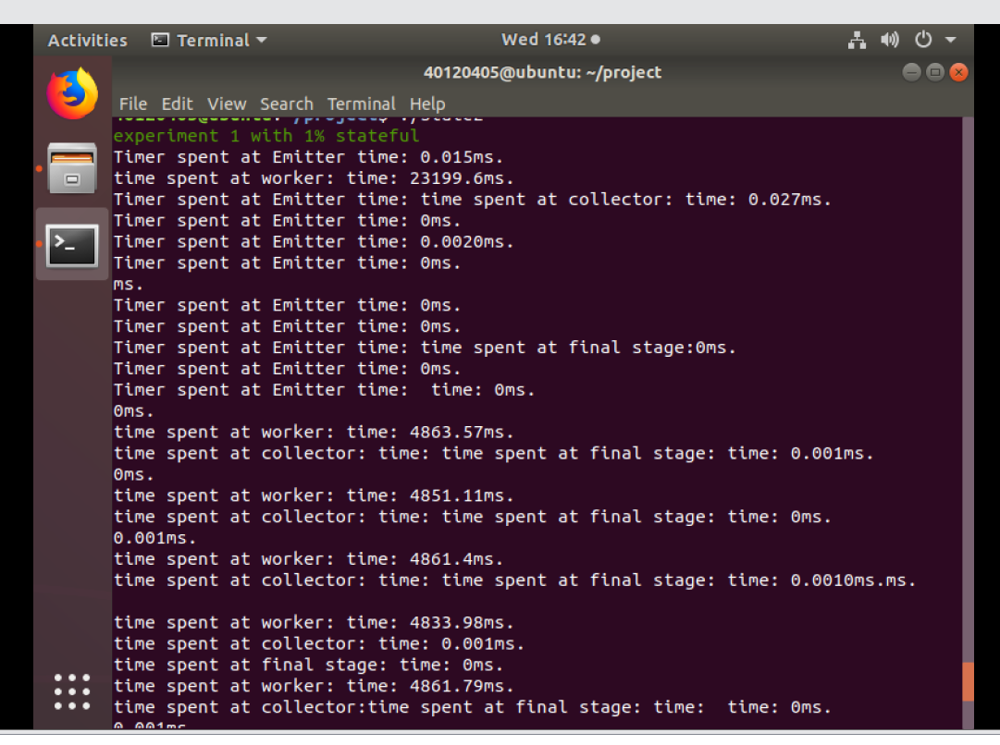 Activities Terminal Wed 16:42
40120405@ubuntu: ~/project
File Edit View Search Terminal Help
40120405@ubuntu:~/project$ ./state2
experiment 1 with 1% stateful
Timer spent at Emitter time: 0.015ms.
time spent at worker: time: 23199.6ms.
Timer spent at Emitter time: time spent at collector: time: 0.027ms.
Timer spent at Emitter time: 0ms.
Timer spent at Emitter time: 0.0020ms.
Timer spent at Emitter time: 0ms.
ms.
Timer spent at Emitter time: 0ms.
Timer spent at Emitter time: 0ms.
Timer spent at Emitter time: time spent at final stage:0ms.
Timer spent at Emitter time: 0ms.
Timer spent at Emitter time:  time: 0ms.
0ms.
time spent at worker: time: 4863.57ms.
time spent at collector: time: time spent at final stage: time: 0.001ms.
0ms.
time spent at worker: time: 4851.11ms.
time spent at collector: time: time spent at final stage: time: 0ms.
0.001ms.
time spent at worker: time: 4861.4ms.
time spent at collector: time: time spent at final stage: time: 0.0010ms.ms.
time spent at worker: time: 4833.98ms.
time spent at collector: time: 0.001ms.
time spent at final stage: time: 0ms.
time spent at worker: time: 4861.79ms.
time spent at collector:time spent at final stage: time:  time: 0ms.
0.001ms